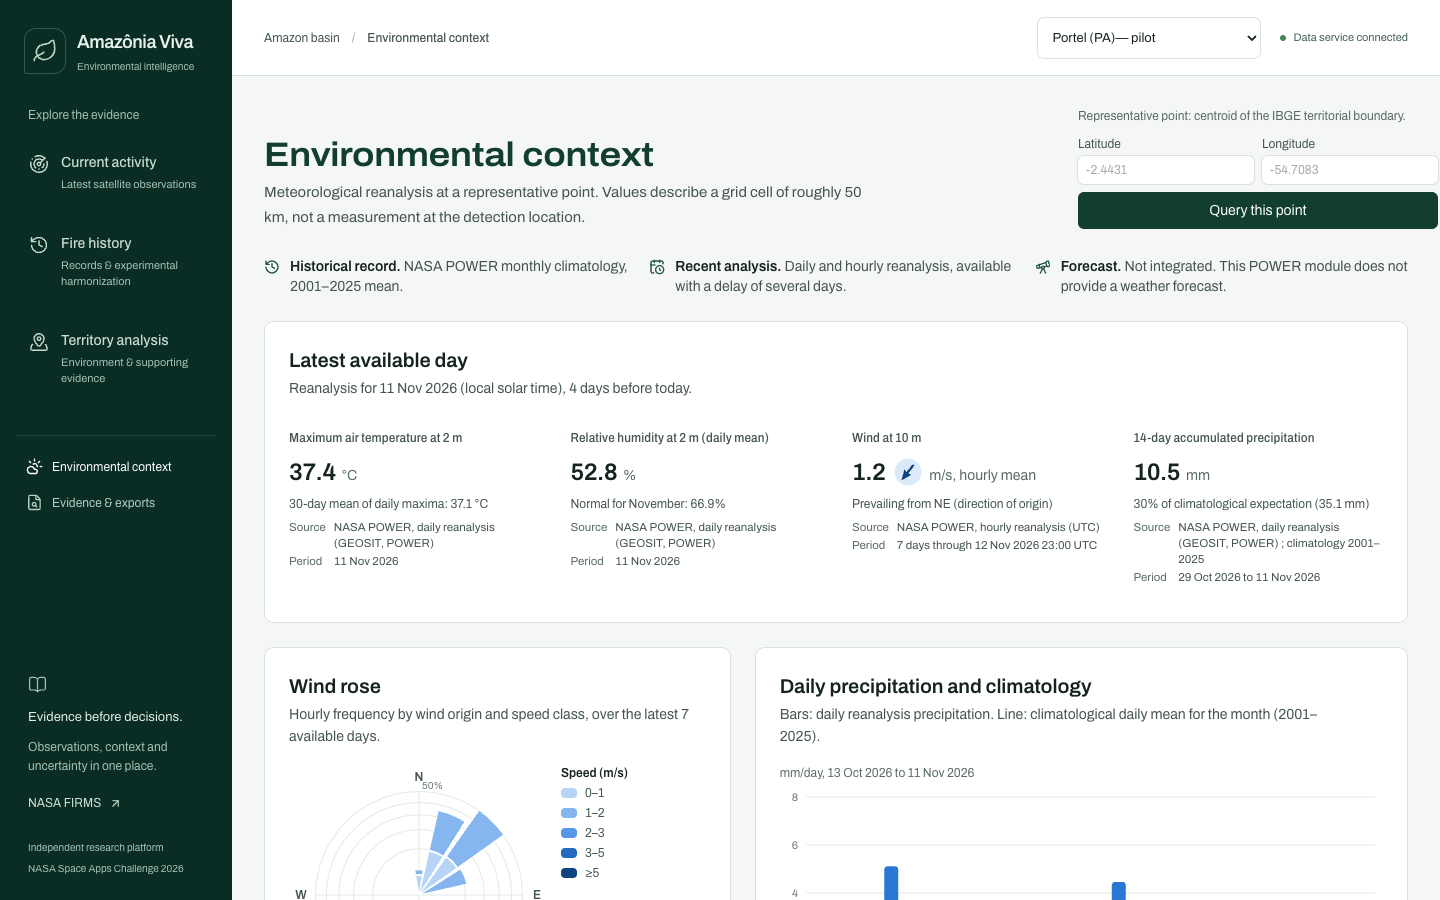 Amazônia Viva
Environmental intelligence
Explore the evidence
Current activity
Latest satellite observations
Fire history
Records & experimental
harmonization
Territory analysis
Environment & supporting
evidence
Environmental context
Evidence & exports
Evidence before decisions.
Observations, context and
uncertainty in one place.
NASA FIRMS
Independent research platform
NASA Space Apps Challenge 2026
Amazon basin / Environmental context
Portel (PA)— pilot
Data service connected
Environmental context
Meteorological reanalysis at a representative point. Values describe a grid cell of roughly 50
km, not a measurement at the detection location.
Representative point: centroid of the IBGE territorial boundary.
Latitude Longitude
-2.4431 -54.7083
Query this point
Historical record. NASA POWER monthly climatology,
2001–2025 mean.
Recent analysis. Daily and hourly reanalysis, available
with a delay of several days.
Forecast. Not integrated. This POWER module does not
provide a weather forecast.
Latest available day
Reanalysis for 11 Nov 2026 (local solar time), 4 days before today.
Maximum air temperature at 2 m
37.4 °C
30-day mean of daily maxima: 37.1 °C
Source NASA POWER, daily reanalysis
(GEOSIT, POWER)
Period 11 Nov 2026
Relative humidity at 2 m (daily mean)
52.8 %
Normal for November: 66.9%
Source NASA POWER, daily reanalysis
(GEOSIT, POWER)
Period 11 Nov 2026
Wind at 10 m
1.2 m/s, hourly mean
Prevailing from NE (direction of origin)
Source NASA POWER, hourly reanalysis (UTC)
Period 7 days through 12 Nov 2026 23:00 UTC
14-day accumulated precipitation
10.5 mm
30% of climatological expectation (35.1 mm)
Source NASA POWER, daily reanalysis
(GEOSIT, POWER) ; climatology 2001–
2025
Period 29 Oct 2026 to 11 Nov 2026
Wind rose
Hourly frequency by wind origin and speed class, over the latest 7
available days.
N
50%
W
E
Speed (m/s)
0–1
1–2
2–3
3–5
≥5
Daily precipitation and climatology
Bars: daily reanalysis precipitation. Line: climatological daily mean for the month (2001–
2025).
mm/day, 13 Oct 2026 to 11 Nov 2026
8
6
4